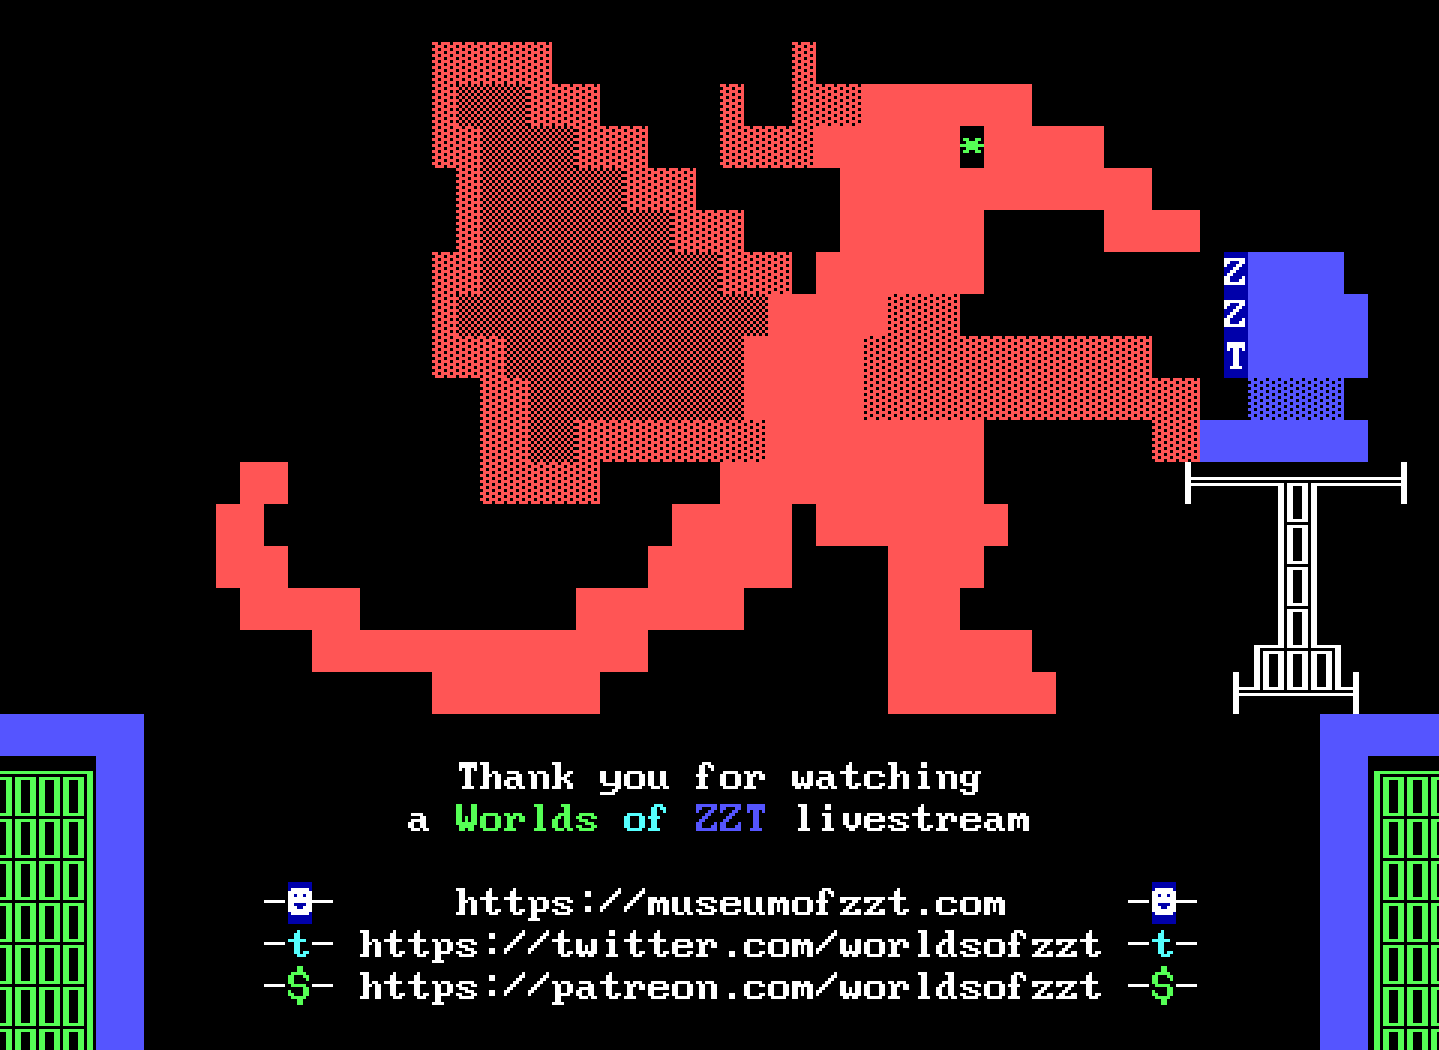 Z
Z
T
Thank you for watching
a Worlds of ZZT livestream
https://museumofzzt.com
t https://twitter.com/worldsofzzt t
$ https://patreon.com/worldsofzzt $